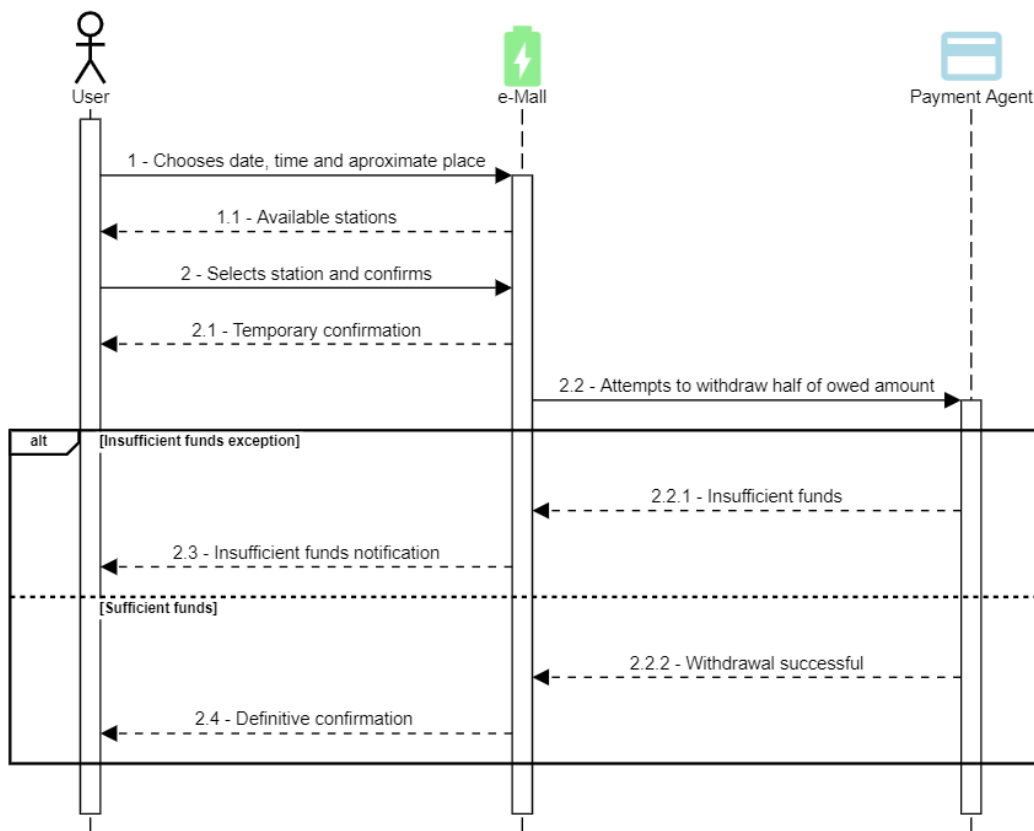 User
e-Mall
Payment Agent
1 - Chooses date, time and aproximate place
1.1 - Available stations
2 - Selects station and confirms
2.1 - Temporary confirmation
2.2 - Attempts to withdraw half of owed amount
alt
[Insufficient funds exception]
2.2.1 - Insufficient funds
2.3 - Insufficient funds notification
[Sufficient funds]
2.2.2 - Withdrawal successful
2.4 - Definitive confirmation